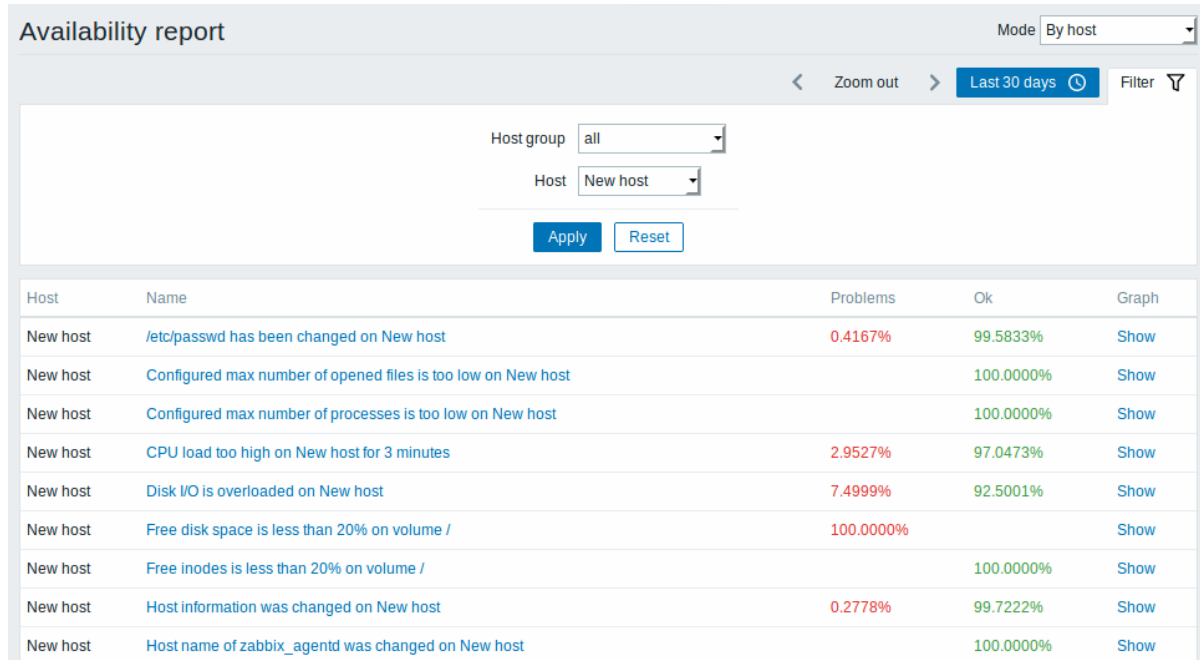 Availability report Mode By host
Zoom out Last 30 days Filter
Host group all
Host New host
Apply Reset
Host Name Problems Ok Graph
New host /etc/passwd has been changed on New host 0.4167% 99.5833% Show
New host Configured max number of opened files is too low on New host 100.0000% Show
New host Configured max number of processes is too low on New host 100.0000% Show
New host CPU load too high on New host for 3 minutes 2.9527% 97.0473% Show
New host Disk I/O is overloaded on New host 7.4999% 92.5001% Show
New host Free disk space is less than 20% on volume / 100.0000% Show
New host Free inodes is less than 20% on volume / 100.0000% Show
New host Host information was changed on New host 0.2778% 99.7222% Show
New host Host name of zabbix_agentd was changed on New host 100.0000% Show